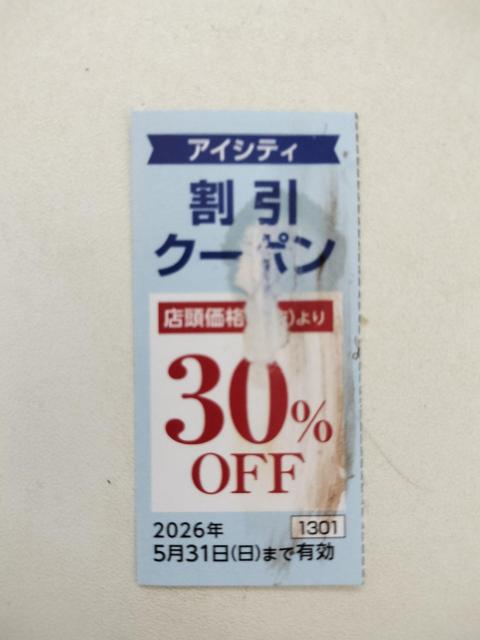 アイシティ
割引
クーポン
店頭価格 より
30%
OFF
2026年
1301
5月31日(日)まで有効